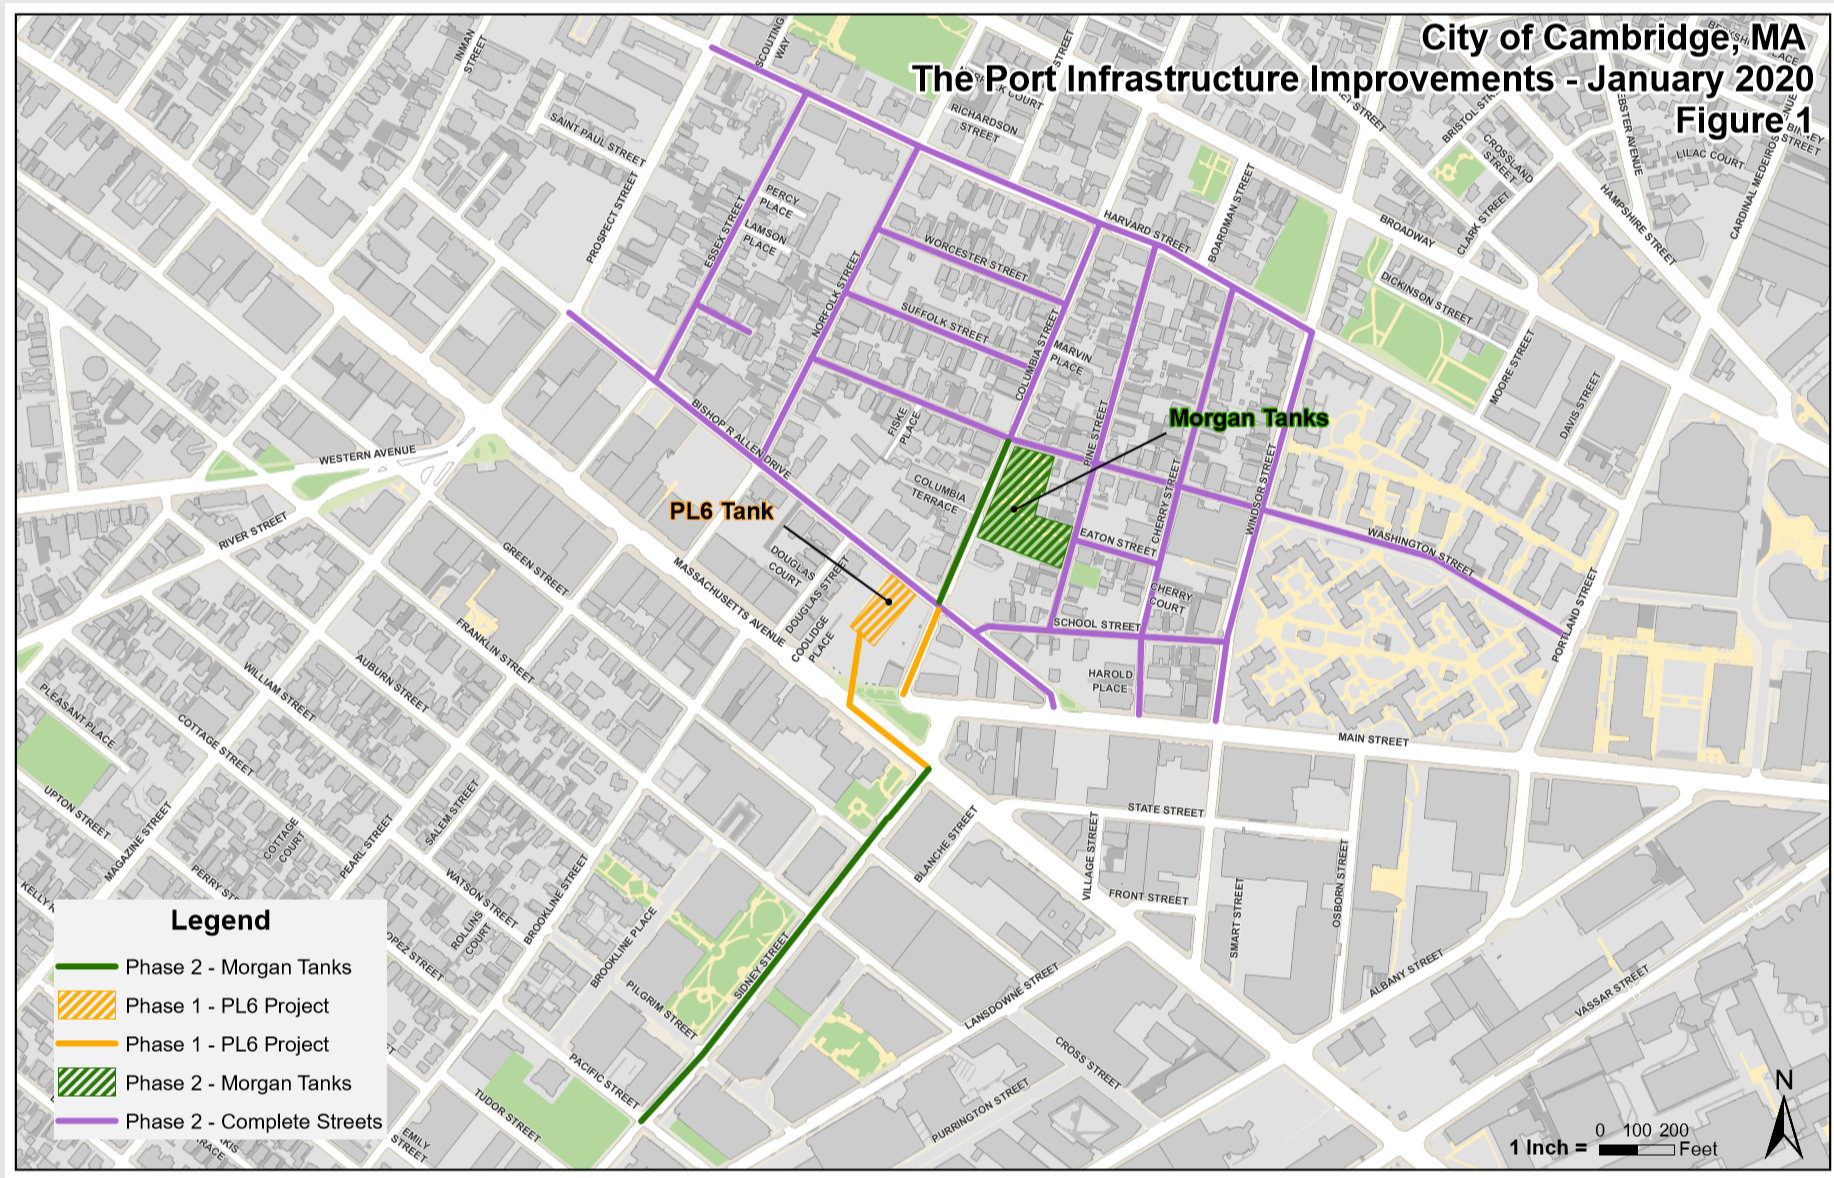 City of Cambridge, MA
The Port Infrastructure Improvements - January 2020
Figure 1
INMAN
STREET
SCOUTING
WAY
RICHARDSON
STREET
COURT
BRISTOL
CROSSLAND
STREET
LILAC COURT
CARDINAL MEDEIROS
AVENUE
STREET
SAINT PAUL STREET
PROSPECT STREET
PERCY
PLACE
LAMSON
PLACE
ESSEX STREET
NORFOLK STREET
WORCESTER STREET
SUFFOLK STREET
HARVARD STREET
BOARDMAN STREET
BROADWAY
CLARK STREET
HAMPSHIRE STREET
DICKINSON STREET
MOORE STREET
DAVIS STREET
COLUMBIA STREET
MARVIN
PLACE
PINE STREET
CHERRY STREET
WINDSOR STREET
BISHOP R ALLEN DRIVE
FISKE
PLACE
COLUMBIA
TERRACE
Morgan Tanks
PL6 Tank
WESTERN AVENUE
RIVER STREET
GREEN STREET
MASSACHUSETTS AVENUE
DOUGLAS
COURT
DOUGLAS STREET
COOLIDGE
PLACE
EATON STREET
CHERRY
COURT
SCHOOL STREET
HAROLD
PLACE
WASHINGTON STREET
PORTLAND STREET
MAIN STREET
FRANKLIN STREET
AUBURN STREET
WILLIAM STREET
COTTAGE STREET
PLEASANT PLACE
UPTON STREET
MAGAZINE STREET
COTTAGE
COURT
PEARL STREET
SALEM STREET
WATSON STREET
ROLLINS
COURT
BROOKLINE STREET
BROOKLINE PLACE
PILGRIM STREET
SIDNEY STREET
PACIFIC STREET
TUDOR STREET
EMILY
STREET
BLANCHE STREET
STATE STREET
VILLAGE STREET
FRONT STREET
SMART STREET
OSBORN STREET
LANSDOWNE STREET
CROSS STREET
PURRINGTON STREET
ALBANY STREET
VASSAR STREET
Legend
Phase 2 - Morgan Tanks
Phase 1 - PL6 Project
Phase 1 - PL6 Project
Phase 2 - Morgan Tanks
Phase 2 - Complete Streets
N
0 100 200
1 Inch = Feet